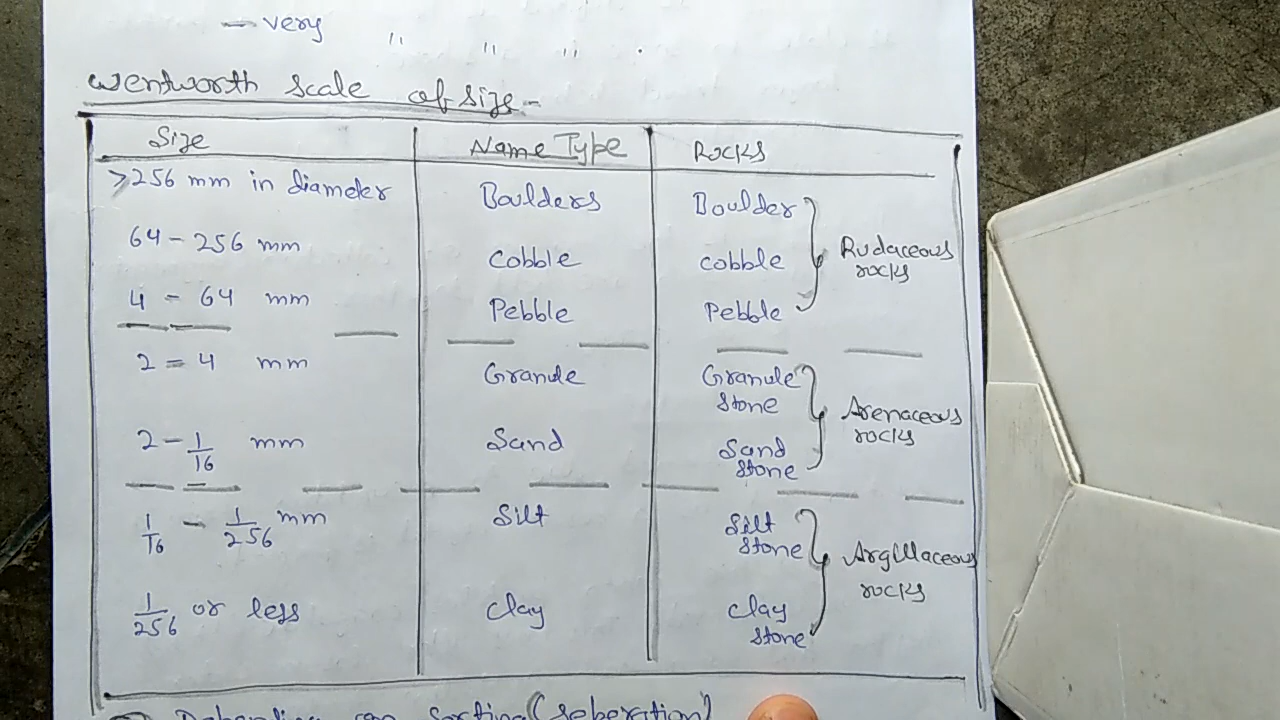 — very " " " .
Wentworth scale of size -
Size Name Type Rocks
>256 mm in diameter Boulders Boulder
64 - 256 mm Cobble cobble Rudaceous rocks
4 - 64 mm Pebble Pebble
2 = 4 mm Granule Granule Stone
Arenaceous rocks
2 - 1/16 mm Sand Sand Stone
1/16 - 1/256 mm Silt Silt Stone
Argillaceous rocks
1/256 or less Clay Clay Stone
sorting (seberation)